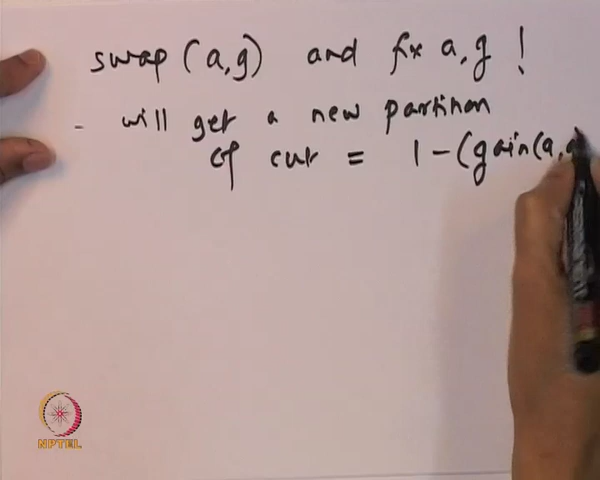 swap (a,g) and fix a,g !
- will get a new partition
of cut = 1-(gain(a,
NPTEL